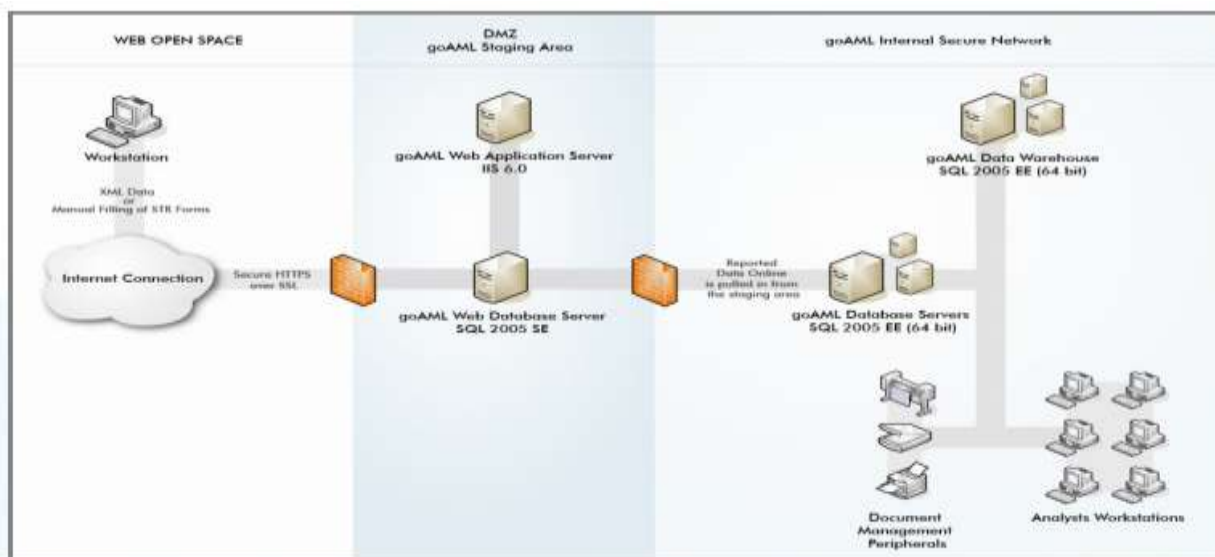 WEB OPEN SPACE
DMZ
goAML Staging Area
goAML Internal Secure Network
Workstation
XML Data
or
Manual Filling of STR Forms
Internet Connection
Secure HTTPS
over SSL
goAML Web Application Server
IIS 6.0
goAML Web Database Server
SQL 2005 SE
Reported
Data Online
is pulled in from
the staging area
goAML Data Warehouse
SQL 2005 EE (64 bit)
goAML Database Servers
SQL 2005 EE (64 bit)
Document
Management
Peripherals
Analysts Workstations